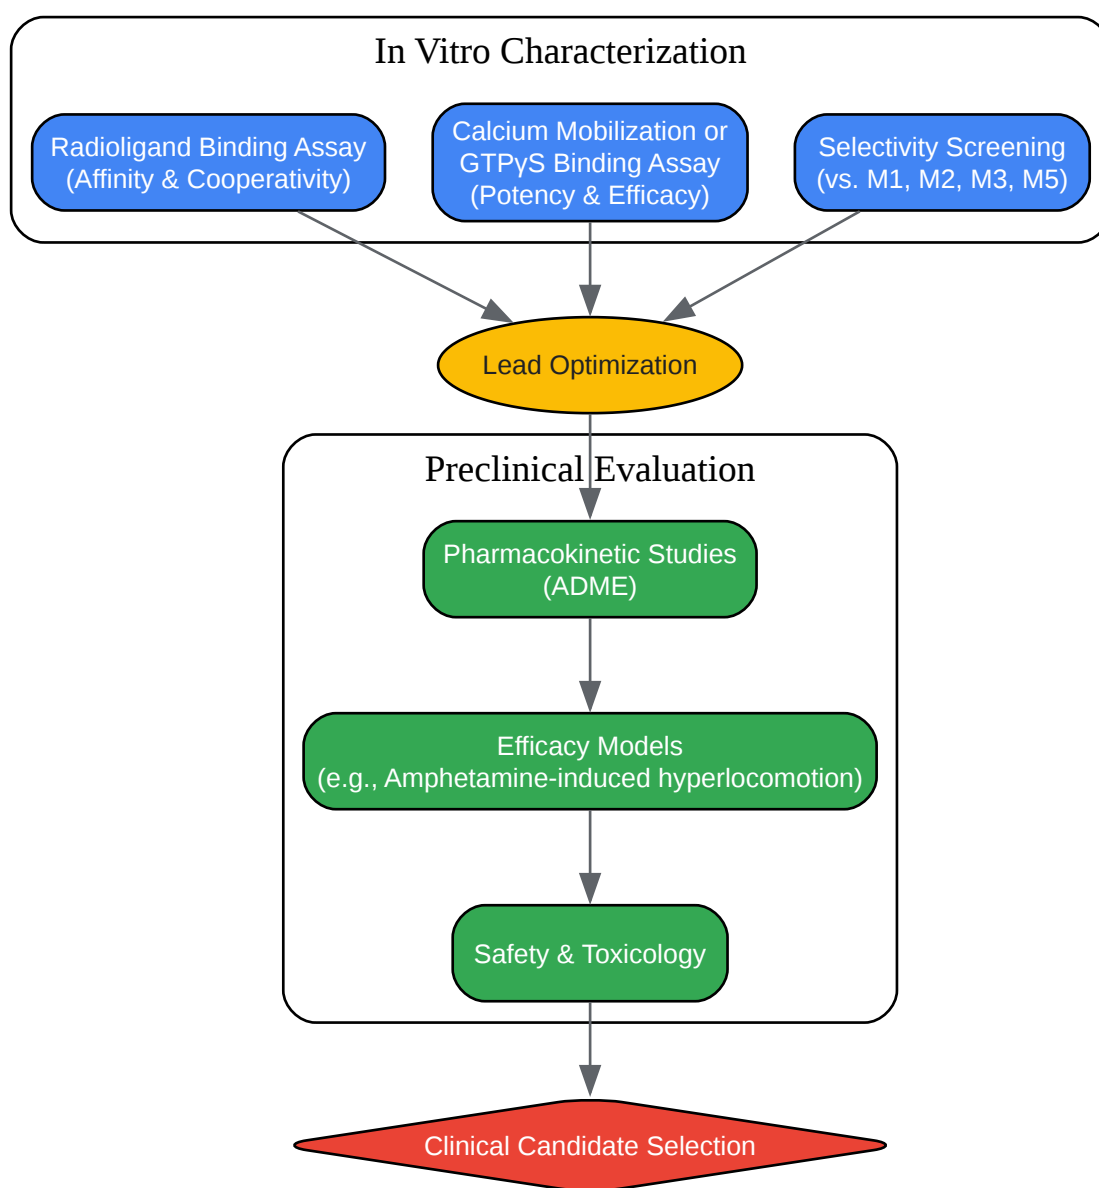 In Vitro Characterization
Radioligand Binding Assay
(Affinity & Cooperativity)
Calcium Mobilization or
GTPγS Binding Assay
(Potency & Efficacy)
Selectivity Screening
(vs. M1, M2, M3, M5)
Lead Optimization
Preclinical Evaluation
Pharmacokinetic Studies
(ADME)
Efficacy Models
(e.g., Amphetamine-induced hyperlocomotion)
Safety & Toxicology
Clinical Candidate Selection